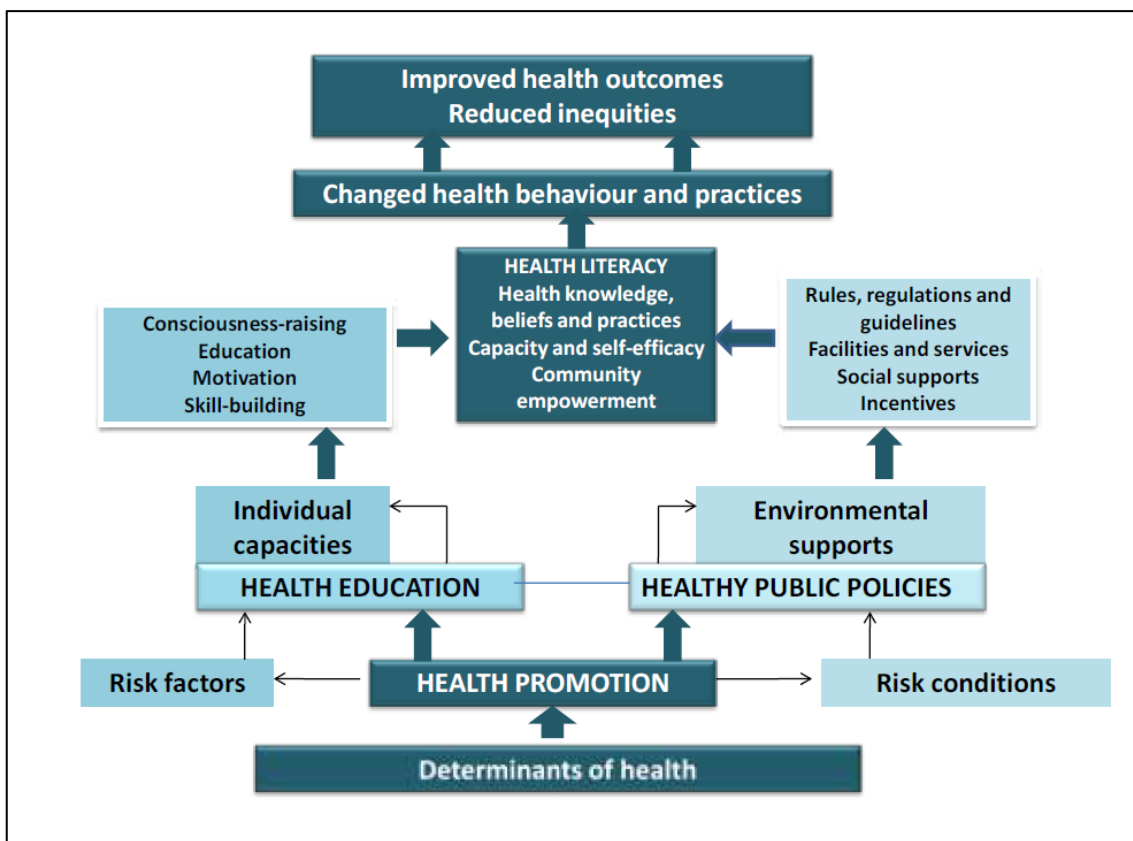 Improved health outcomes
Reduced inequities
Changed health behaviour and practices
HEALTH LITERACY
Health knowledge,
beliefs and practices
Capacity and self-efficacy
Community
empowerment
Consciousness-raising
Education
Motivation
Skill-building
Rules, regulations and
guidelines
Facilities and services
Social supports
Incentives
Individual
capacities
HEALTH EDUCATION
Environmental
supports
HEALTHY PUBLIC POLICIES
Risk factors
HEALTH PROMOTION
Risk conditions
Determinants of health